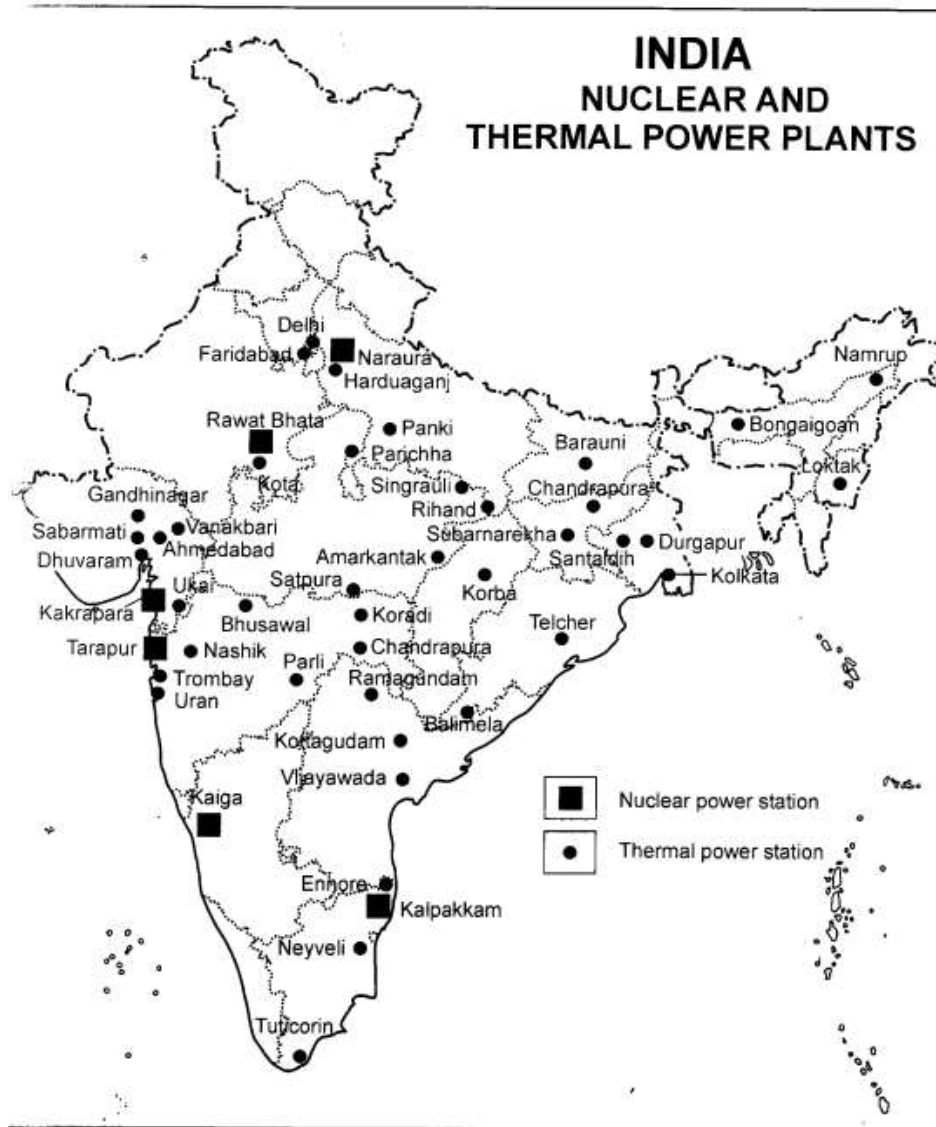 INDIA
NUCLEAR AND
THERMAL POWER PLANTS
Delhi
Faridabad
Naraura
Harduaganj
Namrup
Rawat Bhata
Panki
Bongaigoan
Parichha
Barauni
Kota
Singrauli
Loktak
Gandhinagar
Chandrapura
Rihand
Vanakbari
Sabarmati
Subarnarekha
Ahmedabad
Santaldih
Durgapur
Dhuvaram
Amarkantak
Kolkata
Ukai
Satpura
Korba
Kakrapara
Bhusawal
Koradi
Telcher
Tarapur
Nashik
Chandrapura
Parli
Trombay
Ramagundam
Uran
Balimela
Kottagudam
Vijayawada
Kaiga
Nuclear power station
Thermal power station
Ennore
Kalpakkam
Neyveli
Tuticorin